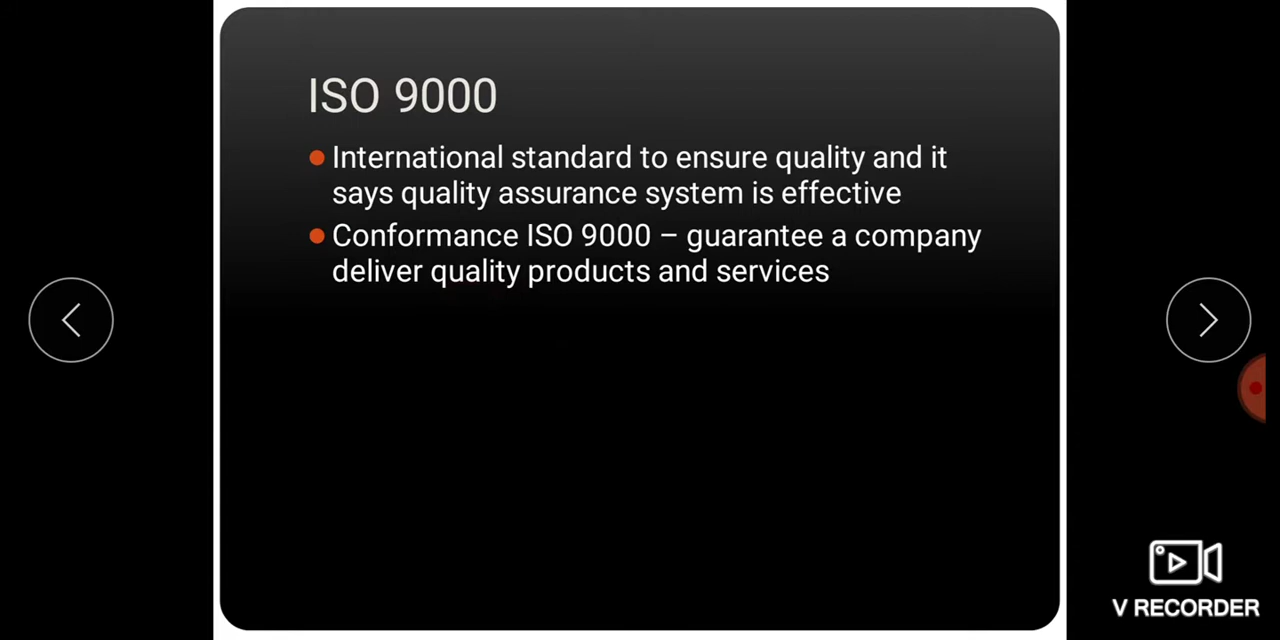 ISO 9000
International standard to ensure quality and it
says quality assurance system is effective
Conformance ISO 9000 – guarantee a company
deliver quality products and services
V RECORDER